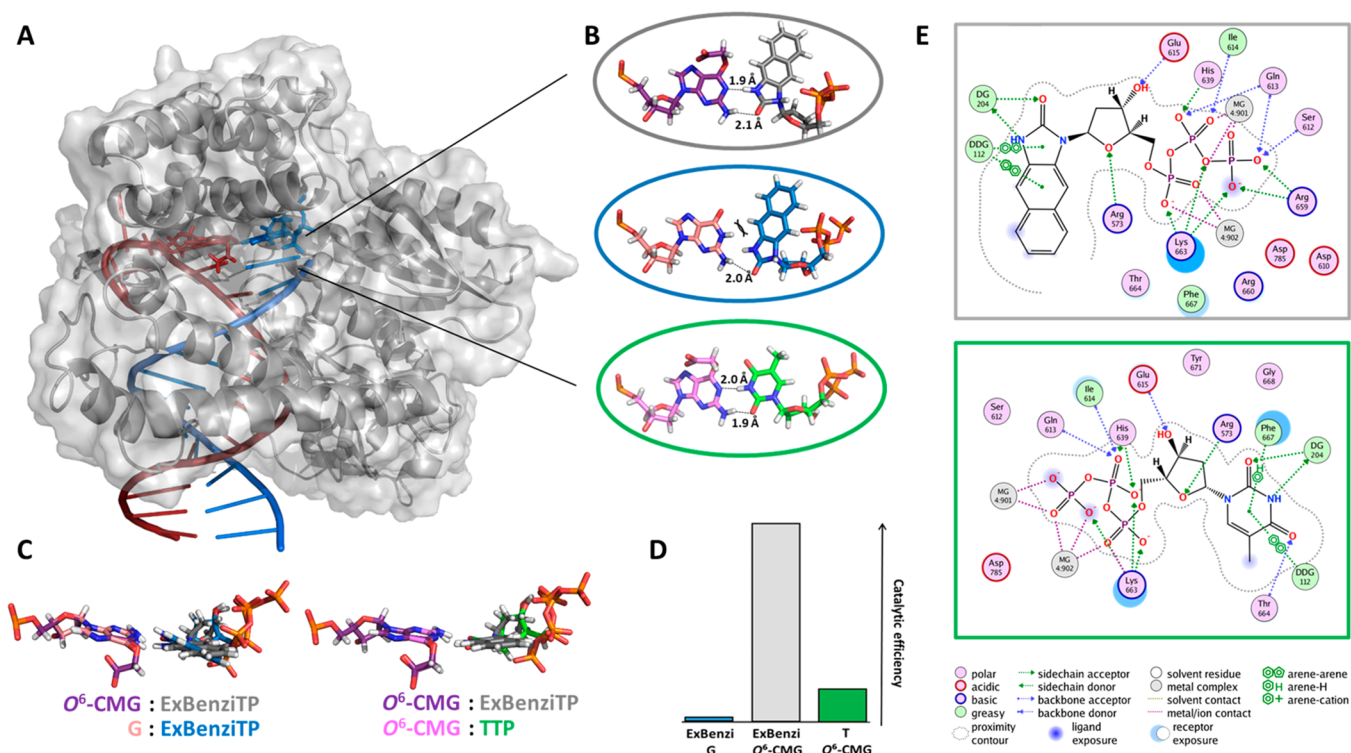 A
B
1.9 Å
2.1 Å
2.0 Å
2.0 Å
1.9 Å
C
O⁶-CMG : ExBenziTP
G : ExBenziTP
O⁶-CMG : ExBenziTP
O⁶-CMG : TTP
D
Catalytic efficiency
ExBenzi
G
ExBenzi
O⁶-CMG
T
O⁶-CMG
E
Glu
615
Ile
614
His
639
Gln
613
MG
4:901
Ser
612
DG
204
DDG
112
Arg
659
Arg
573
MG
4:902
Lys
663
Asp
785
Asp
610
Thr
664
Arg
660
Phe
667
O
HN
N
O
OH
H
H
O
O
P
O
O
P
O
O
O
P
O
O
O⁻
O
Tyr
671
Gly
668
Glu
615
Ile
614
Ser
612
Gln
613
His
639
Arg
573
Phe
667
DG
204
MG
4:901
MG
4:902
Asp
785
Lys
663
Thr
664
DDG
112
HO
H
H
O
O⁻
P
O
O
O⁻
P
O
O
P
O
O⁻
O
O
N
O
NH
O
H
polar
acidic
basic
greasy
proximity
contour
sidechain acceptor
sidechain donor
backbone acceptor
backbone donor
ligand
exposure
solvent residue
metal complex
solvent contact
metal/ion contact
receptor
exposure
arene-arene
H arene-H
+ arene-cation